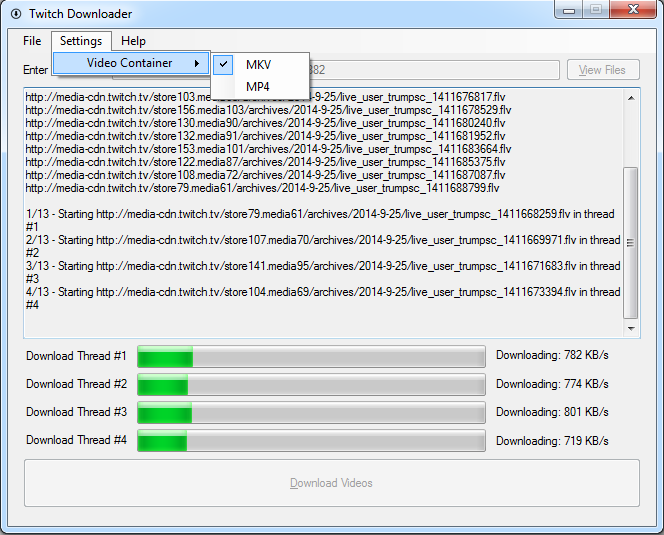 Twitch Downloader
File Settings Help
Video Container
MKV
MP4
Enter 382 View Files
http://media-cdn.twitch.tv/store103.media archives/2014-9-25/live_user_trumpsc_1411676817.flv
http://media-cdn.twitch.tv/store156.media103/archives/2014-9-25/live_user_trumpsc_1411678529.flv
http://media-cdn.twitch.tv/store130.media90/archives/2014-9-25/live_user_trumpsc_1411680240.flv
http://media-cdn.twitch.tv/store132.media91/archives/2014-9-25/live_user_trumpsc_1411681952.flv
http://media-cdn.twitch.tv/store153.media101/archives/2014-9-25/live_user_trumpsc_1411683664.flv
http://media-cdn.twitch.tv/store122.media87/archives/2014-9-25/live_user_trumpsc_1411685375.flv
http://media-cdn.twitch.tv/store108.media72/archives/2014-9-25/live_user_trumpsc_1411687087.flv
http://media-cdn.twitch.tv/store79.media61/archives/2014-9-25/live_user_trumpsc_1411688799.flv
1/13 - Starting http://media-cdn.twitch.tv/store79.media61/archives/2014-9-25/live_user_trumpsc_1411668259.flv in thread
#1
2/13 - Starting http://media-cdn.twitch.tv/store107.media70/archives/2014-9-25/live_user_trumpsc_1411669971.flv in thread
#2
3/13 - Starting http://media-cdn.twitch.tv/store141.media95/archives/2014-9-25/live_user_trumpsc_1411671683.flv in thread
#3
4/13 - Starting http://media-cdn.twitch.tv/store104.media69/archives/2014-9-25/live_user_trumpsc_1411673394.flv in thread
#4
Download Thread #1 Downloading: 782 KB/s
Download Thread #2 Downloading: 774 KB/s
Download Thread #3 Downloading: 801 KB/s
Download Thread #4 Downloading: 719 KB/s
Download Videos